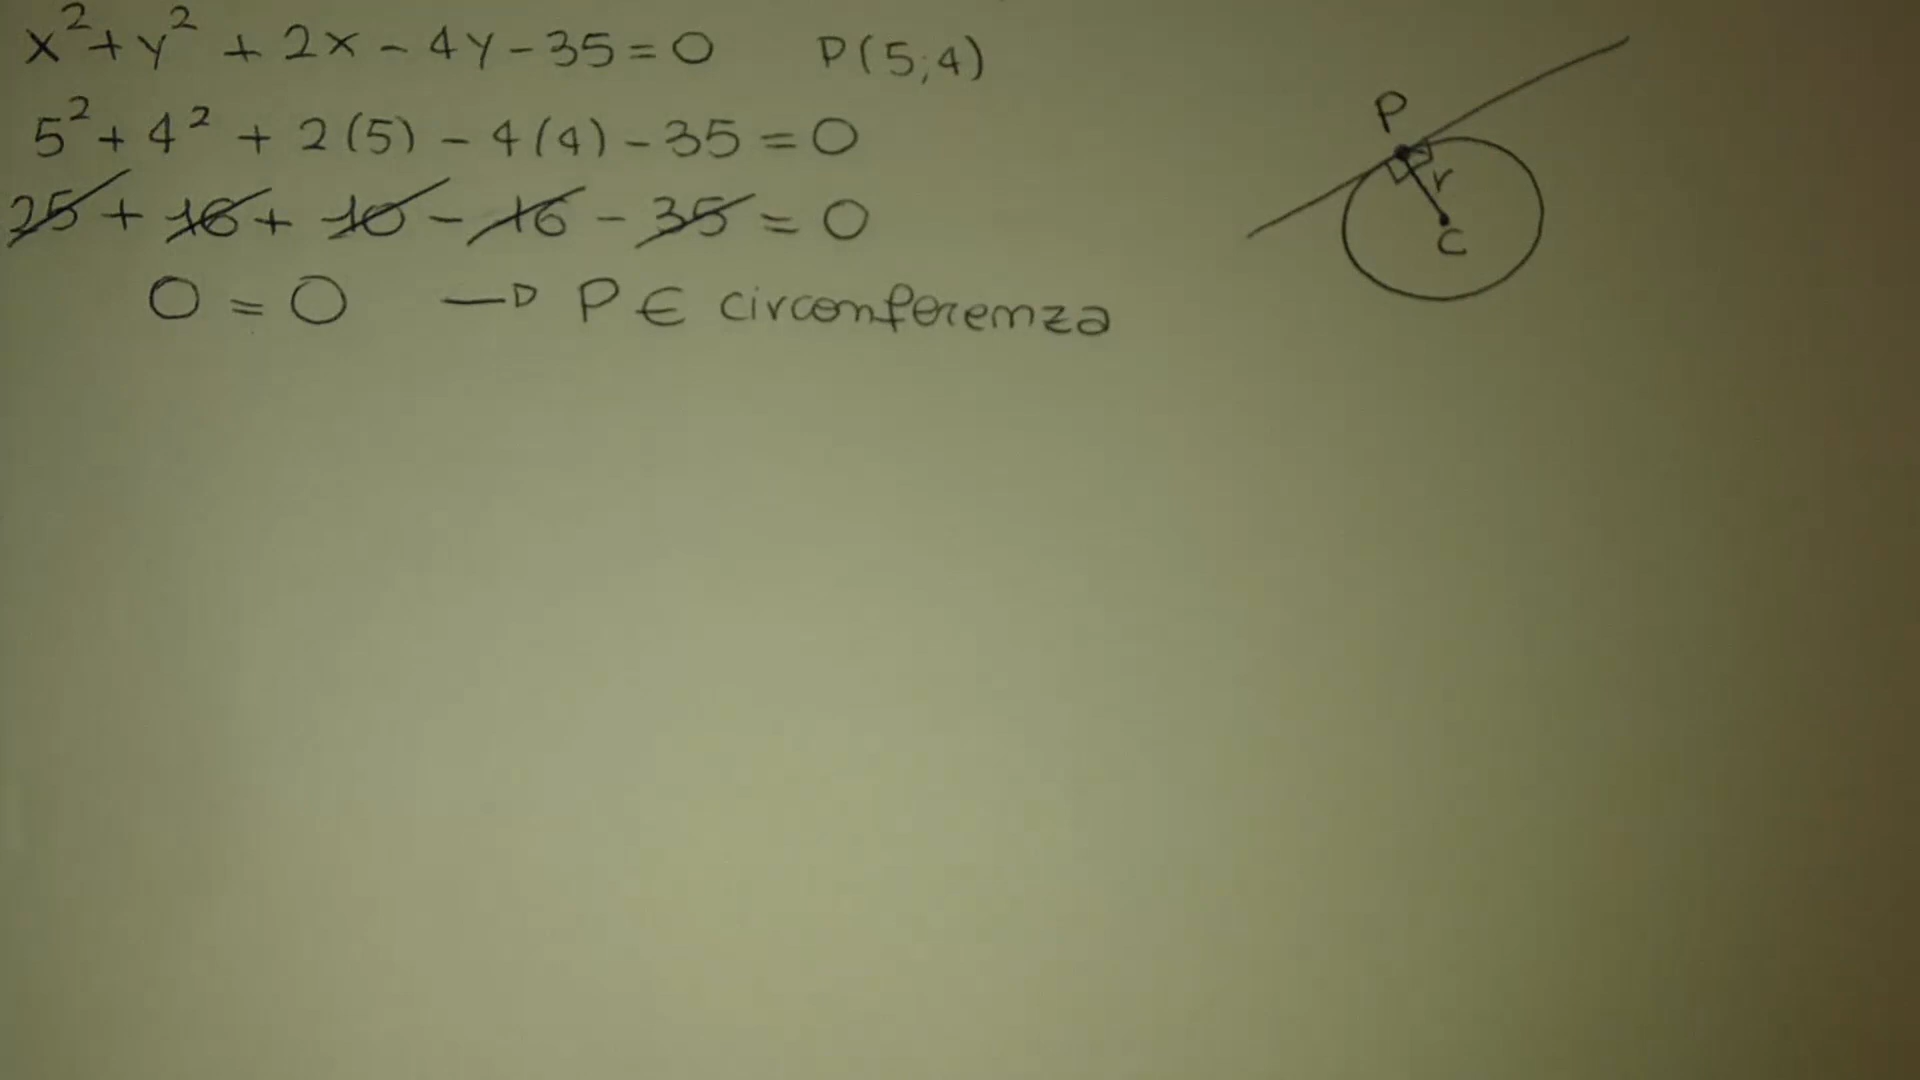 x² + y² + 2x - 4y - 35 = 0 P(5;4)
5² + 4² + 2(5) - 4(4) - 35 = 0
25 + 16 + 10 - 16 - 35 = 0
0 = 0 → P ∈ circonferenza
P
r
C